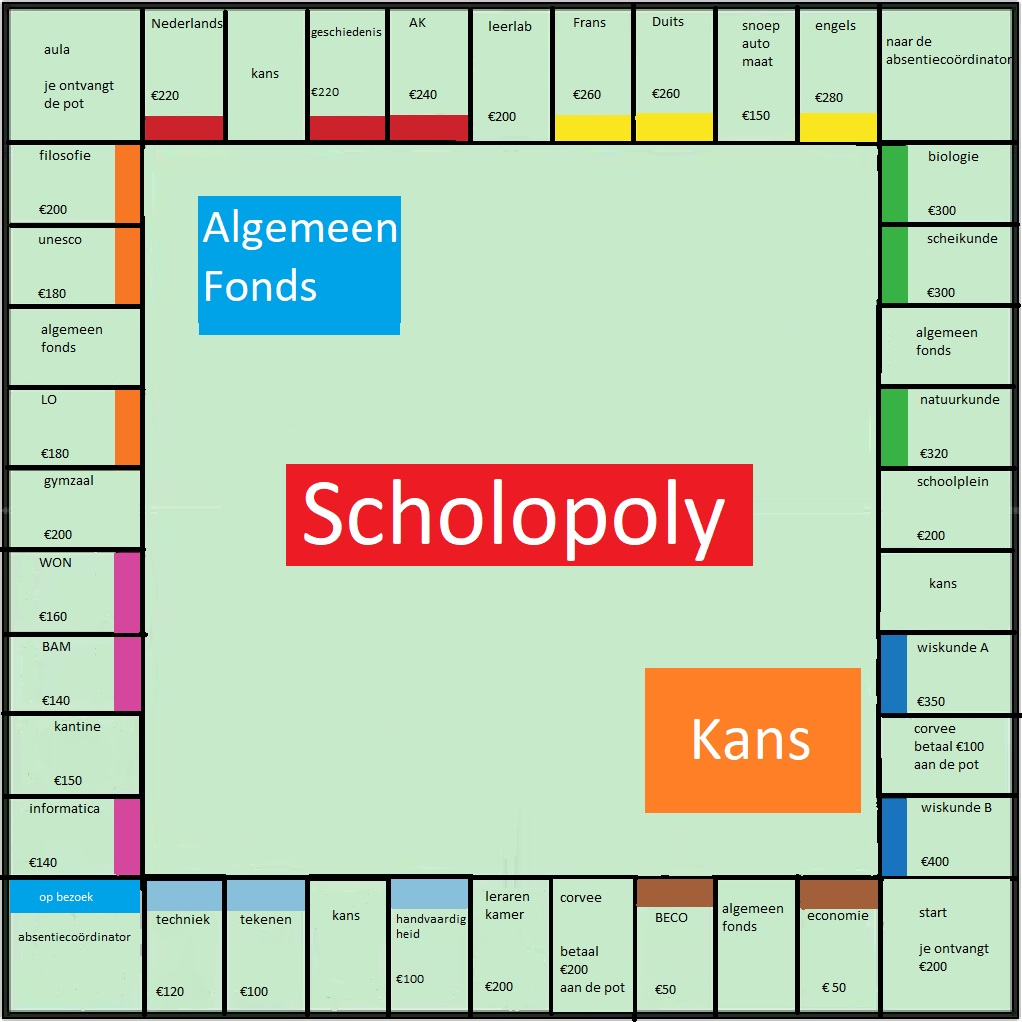 aula
je ontvangt
de pot
Nederlands
€220
kans
geschiedenis
€220
AK
€240
leerlab
€200
Frans
€260
Duits
€260
snoep
auto
maat
€150
engels
€280
naar de
absentiecoördinator
filosofie
€200
unesco
€180
algemeen
fonds
LO
€180
gymzaal
€200
WON
€160
BAM
€140
kantine
€150
informatica
€140
Algemeen
Fonds
Scholopoly
Kans
biologie
€300
scheikunde
€300
algemeen
fonds
natuurkunde
€320
schoolplein
€200
kans
wiskunde A
€350
corvee
betaal €100
aan de pot
wiskunde B
€400
op bezoek
absentiecoördinator
techniek
€120
tekenen
€100
kans
handvaardig
heid
€100
leraren
kamer
€200
corvee
betaal
€200
aan de pot
BECO
€50
algemeen
fonds
economie
€ 50
start
je ontvangt
€200